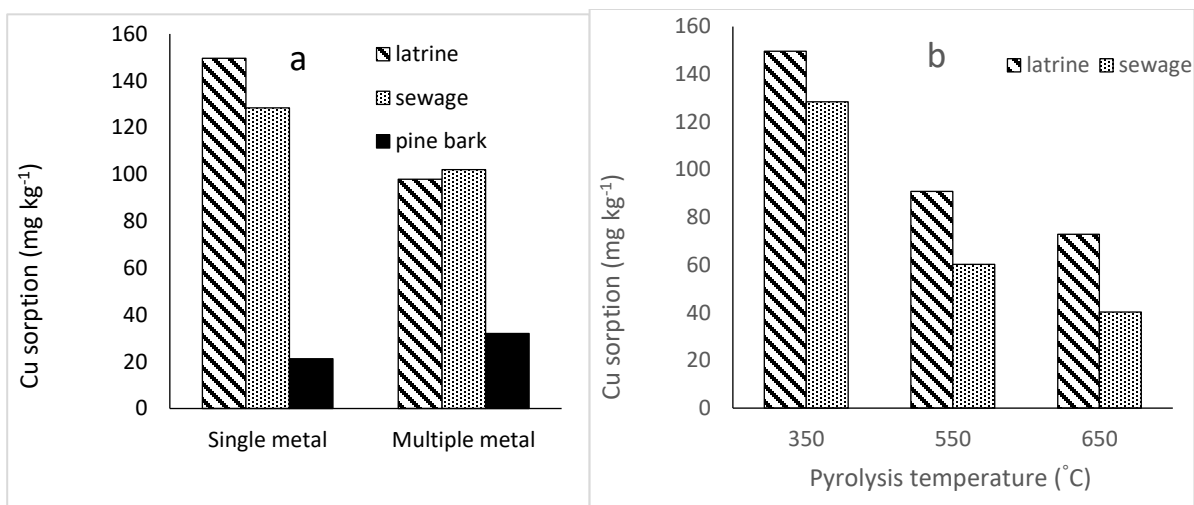 160
140
120
100
80
60
40
20
0
Cu sorption (mg kg-1)
a
latrine
sewage
pine bark
Single metal
Multiple metal
160
140
120
100
80
60
40
20
0
Cu sorption (mg kg-1)
b
latrine sewage
350 550 650
Pyrolysis temperature (°C)